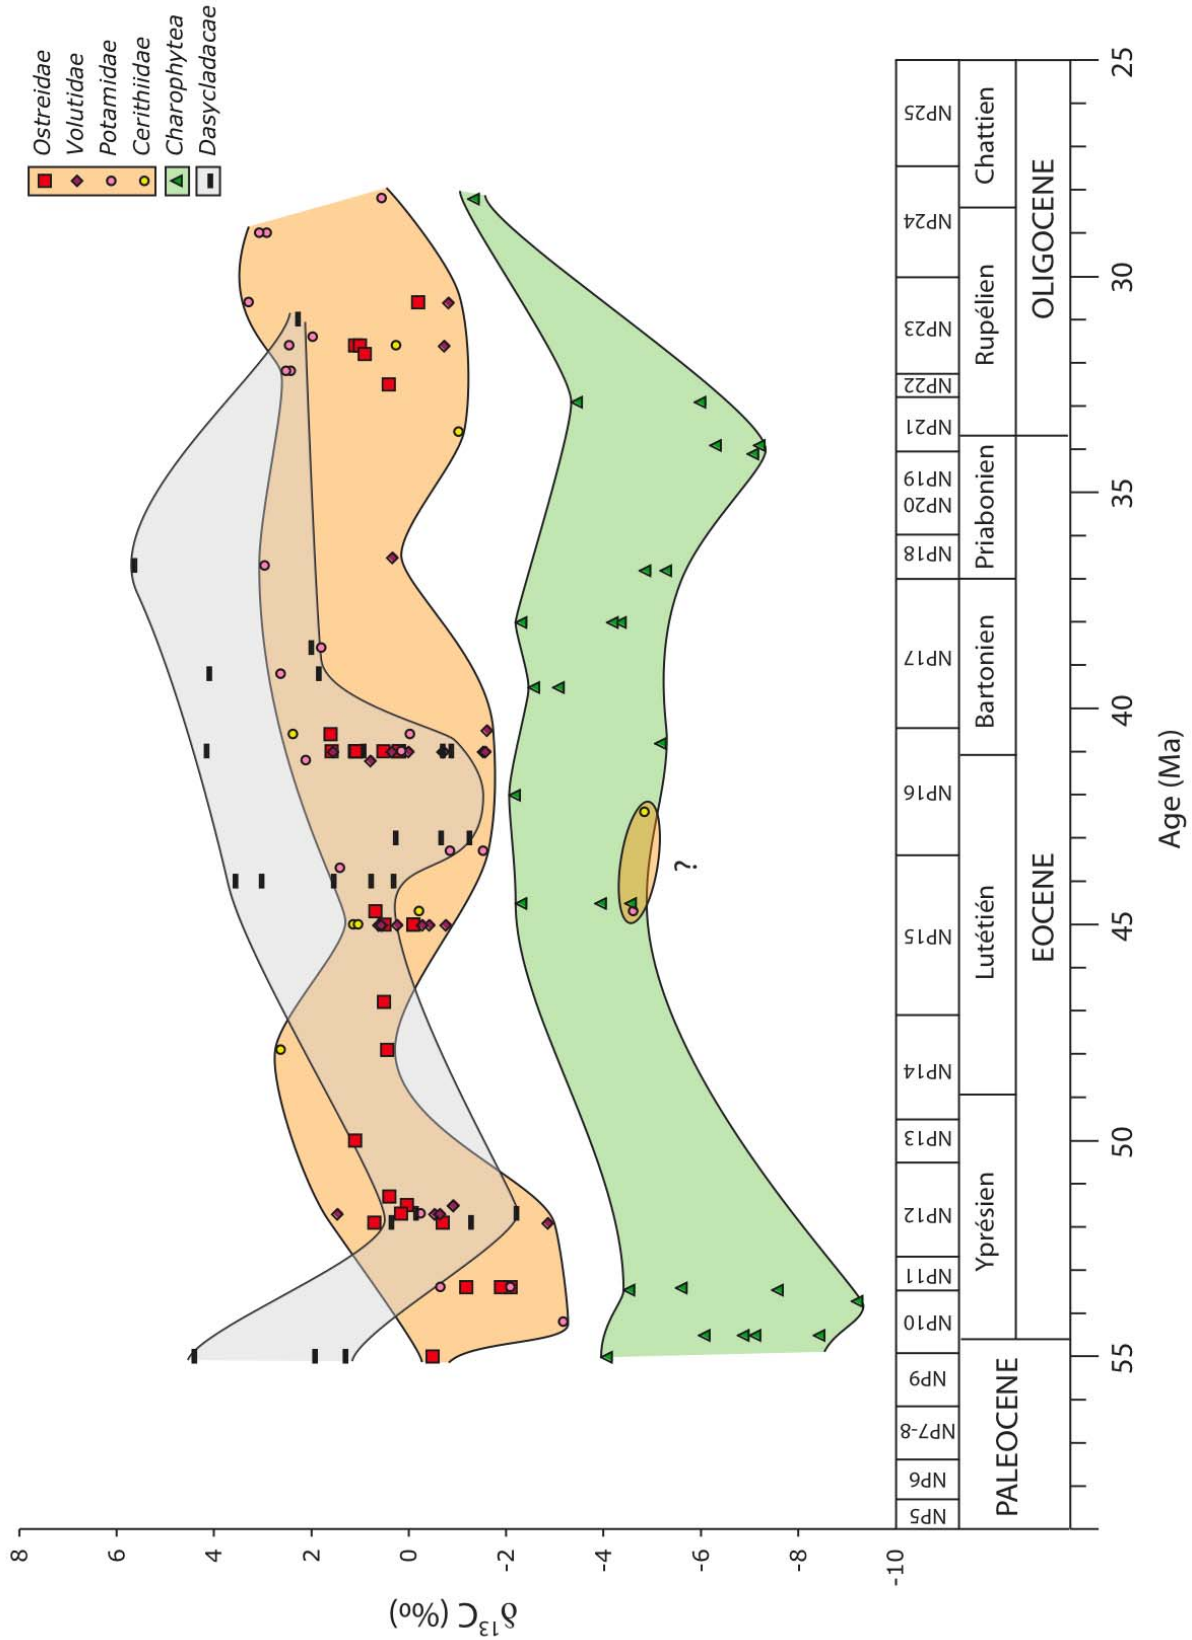 Ostreidae
Volutidae
Potamidae
Cerithiidae
Charophytea
Dasycladacae
8
6
4
2
0
-2
-4
-6
-8
-10
δ13C (‰)
?
NP5
NP6
NP7-8
NP9
NP10
NP11
NP12
NP13
NP14
NP15
NP16
NP17
NP18
NP20
NP19
NP21
NP22
NP23
NP24
NP25
Yprésien
Lutétién
Bartonien
Priabonien
Rupélien
Chattien
PALEOCENE
EOCENE
OLIGOCENE
55
50
45
40
35
30
25
Age (Ma)